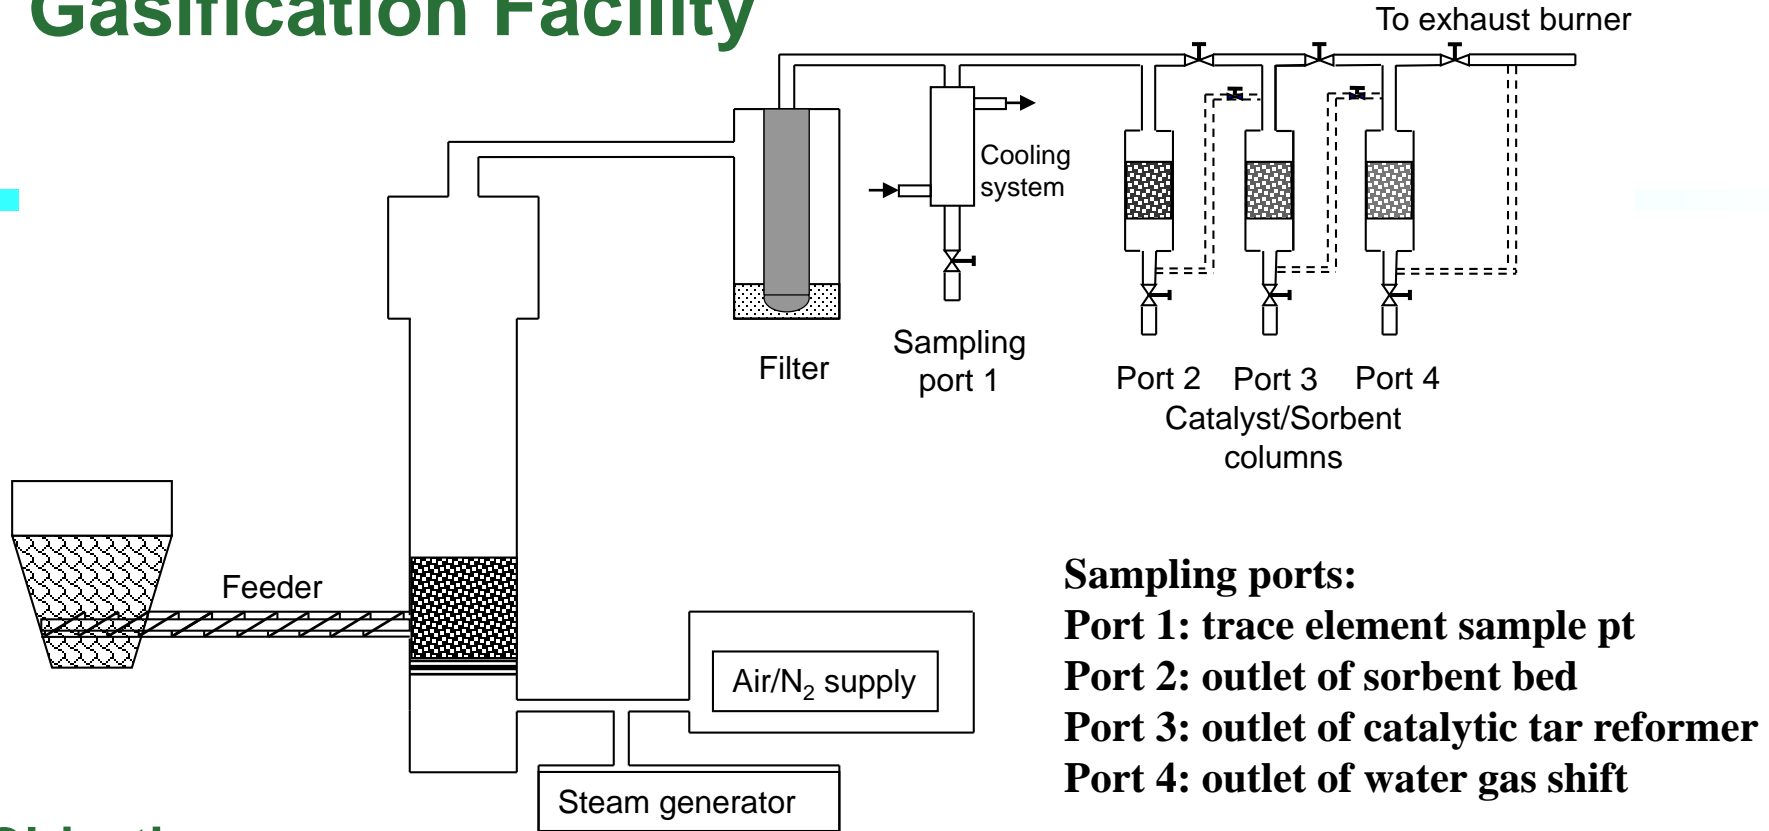 Gasification Facility
To exhaust burner
Cooling
system
Filter
Sampling
port 1
Port 2
Port 3
Port 4
Catalyst/Sorbent
columns
Feeder
Air/N₂ supply
Steam generator
Sampling ports:
Port 1: trace element sample pt
Port 2: outlet of sorbent bed
Port 3: outlet of catalytic tar reformer
Port 4: outlet of water gas shift